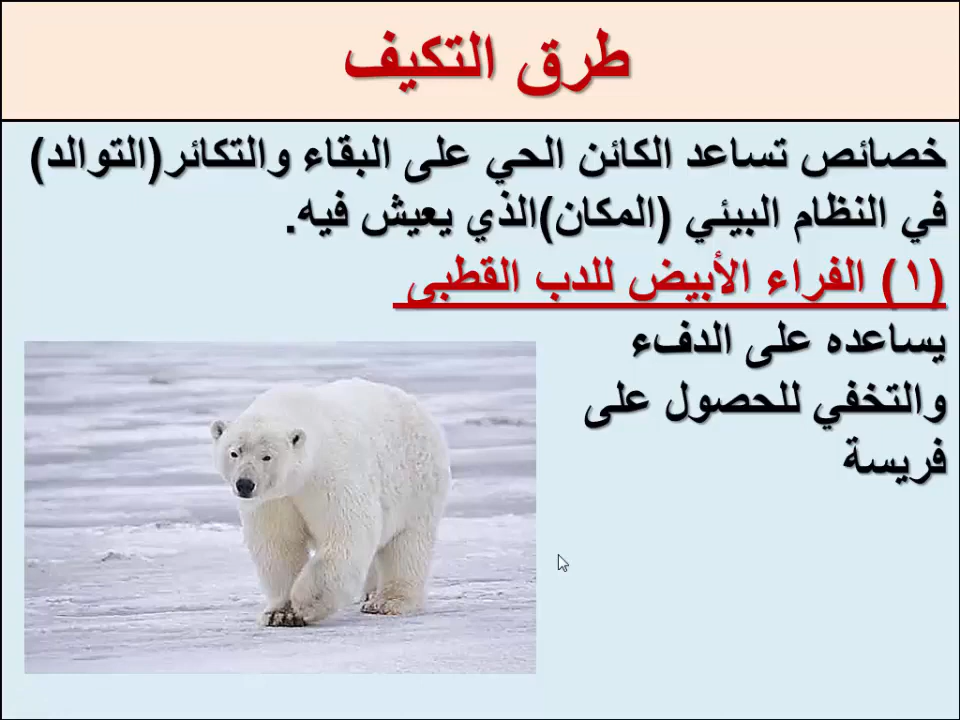 طرق التكيف
خصائص تساعد الكائن الحي على البقاء والتكائر(التوالد)
في النظام البيئي (المكان)الذي يعيش فيه.
(١) الفراء الأبيض للدب القطبى
يساعده على الدفء
والتخفي للحصول على
فريسة